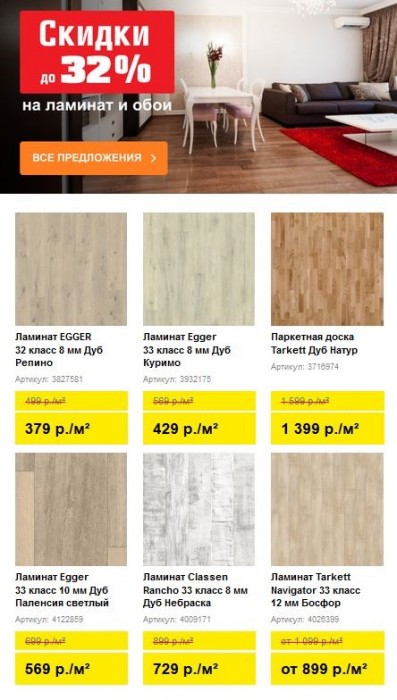 Скидки
до 32%
на ламинат и обои
ВСЕ ПРЕДЛОЖЕНИЯ
Ламинат EGGER
32 класс 8 мм Дуб
Репино
Артикул: 3827581
499 р./м²
379 р./м²
Ламинат Egger
33 класс 8 мм Дуб
Куримо
Артикул: 3932175
569 р./м²
429 р./м²
Паркетная доска
Tarkett Дуб Натур
Артикул: 3716974
1 599 р./м²
1 399 р./м²
Ламинат Egger
33 класс 10 мм Дуб
Паленсия светлый
Артикул: 4122859
699 р./м²
569 р./м²
Ламинат Classen
Rancho 33 класс 8 мм
Дуб Небраска
Артикул: 4009171
899 р./м²
729 р./м²
Ламинат Tarkett
Navigator 33 класс
12 мм Босфор
Артикул: 4026399
от 1 099 р./м²
от 899 р./м²